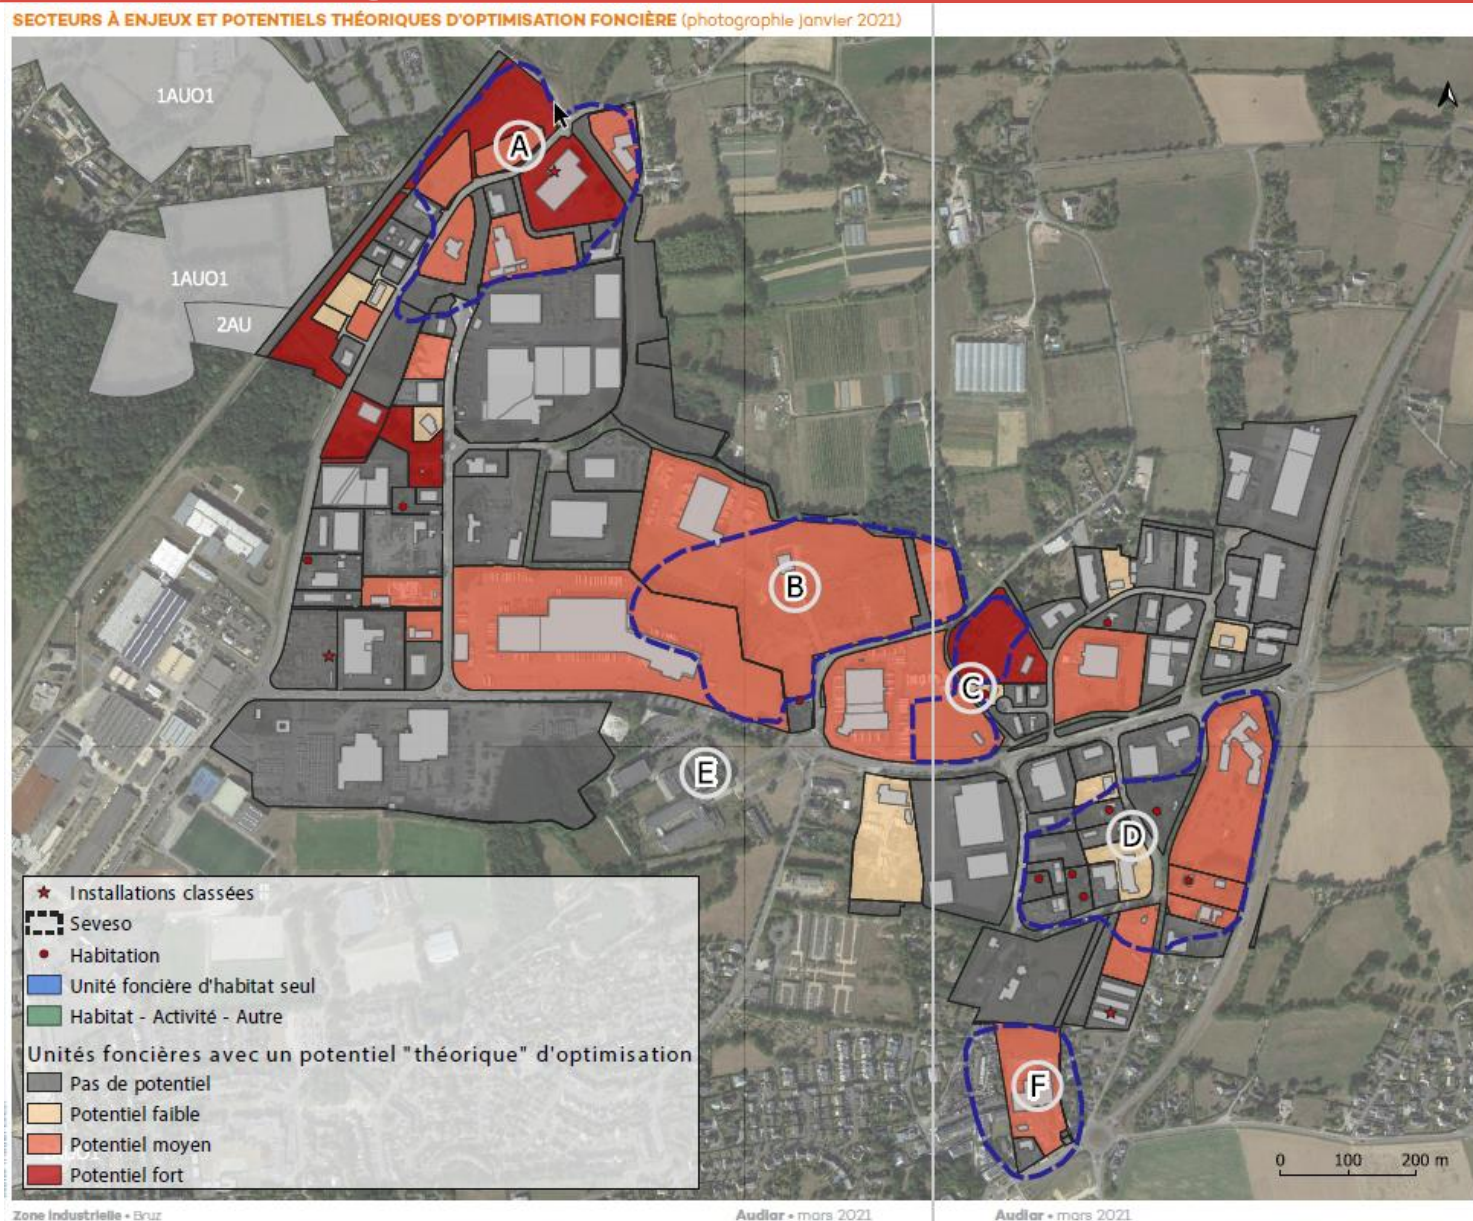 SECTEURS À ENJEUX ET POTENTIELS THÉORIQUES D'OPTIMISATION FONCIÈRE (photographie janvier 2021)
1AUO1
A
1AUO1
2AU
B
C
E
D
F
Installations classées
Seveso
Habitation
Unité foncière d'habitat seul
Habitat - Activité - Autre
Unités foncières avec un potentiel "théorique" d'optimisation
Pas de potentiel
Potentiel faible
Potentiel moyen
Potentiel fort
0 100 200 m
Zone industrielle • Bruz
Audiar • mars 2021
Audiar • mars 2021